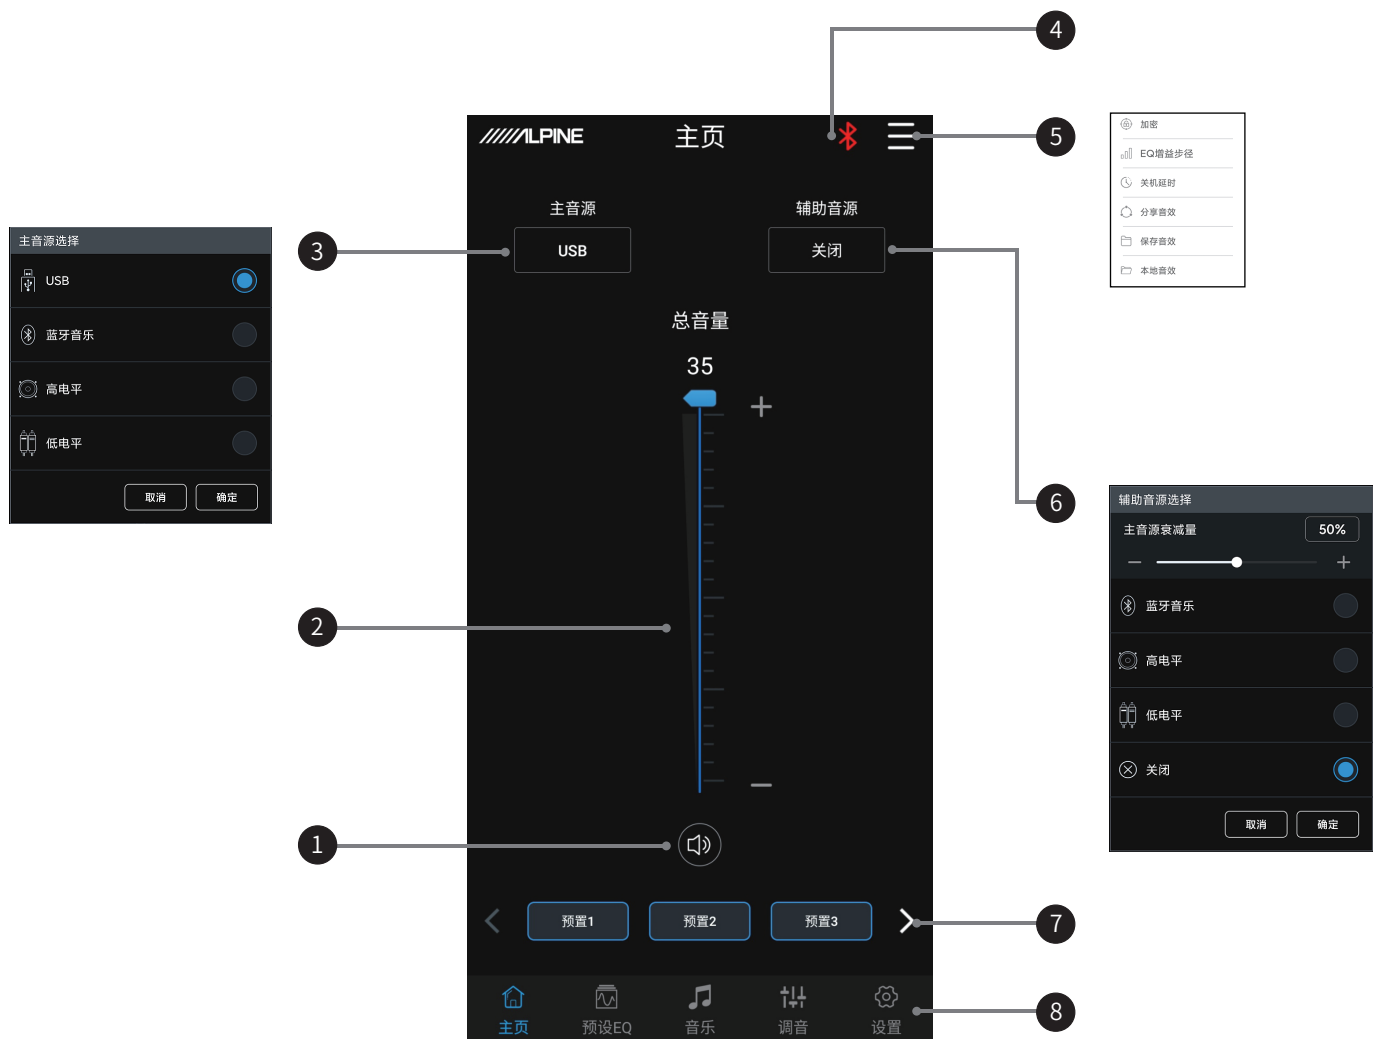 4
ALPINE
主页
5
加密
EQ增益步径
关机延时
分享音效
保存音效
本地音效
主音源
USB
辅助音源
关闭
3
主音源选择
USB
蓝牙音乐
高电平
低电平
取消
确定
总音量
35
6
辅助音源选择
主音源衰减量
50%
蓝牙音乐
高电平
低电平
关闭
取消
确定
2
1
预置1
预置2
预置3
7
主页
预设EQ
音乐
调音
设置
8